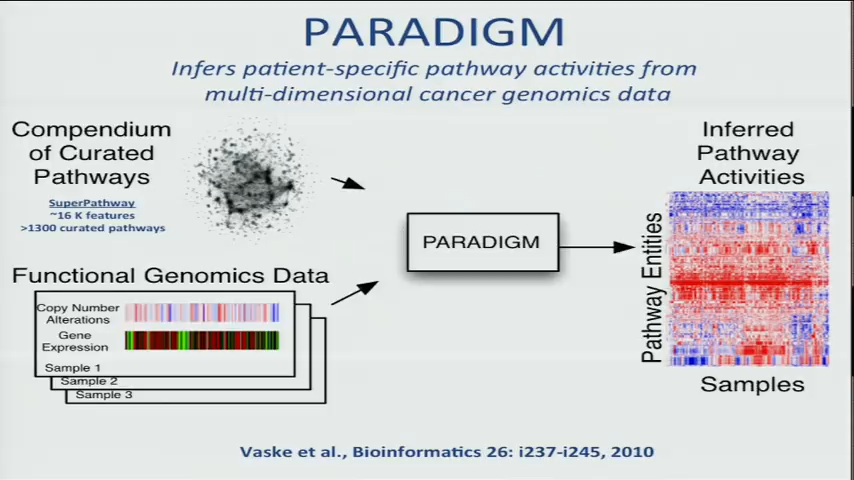 PARADIGM
Infers patient-specific pathway activities from
multi-dimensional cancer genomics data
Compendium
of Curated
Pathways
SuperPathway
~16 K features
>1300 curated pathways
Functional Genomics Data
Copy Number
Alterations
Gene
Expression
Sample 1
Sample 2
Sample 3
PARADIGM
Inferred
Pathway
Activities
Pathway Entities
Samples
Vaske et al., Bioinformatics 26: i237-i245, 2010